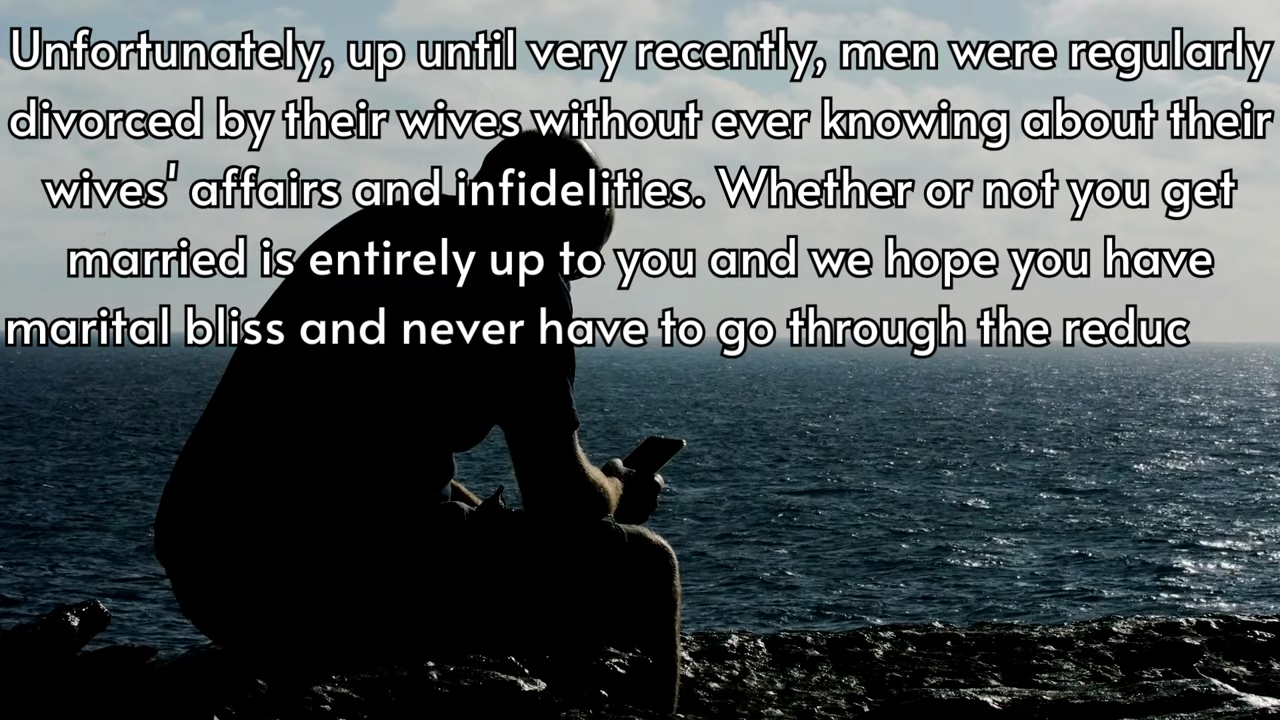 Unfortunately, up until very recently, men were regularly
divorced by their wives without ever knowing about their
wives' affairs and infidelities. Whether or not you get
married is entirely up to you and we hope you have
marital bliss and never have to go through the reduc